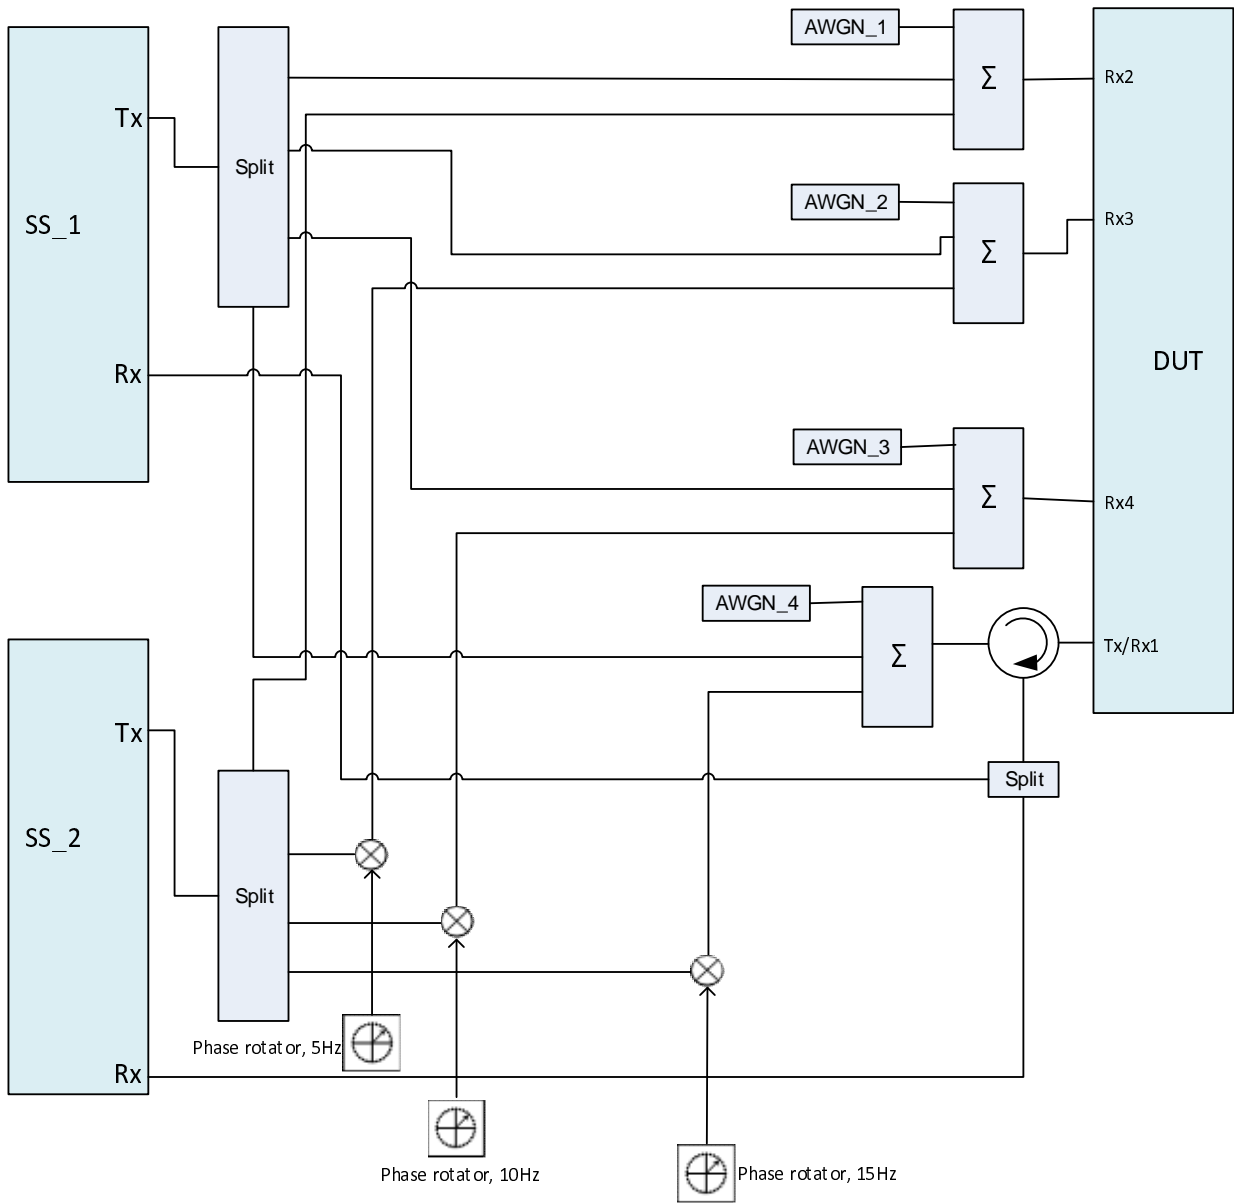 AWGN_1
Σ
Rx2
Tx
Split
SS_1
AWGN_2
Σ
Rx3
DUT
Rx
AWGN_3
Σ
Rx4
AWGN_4
Σ
Tx/Rx1
Tx
Split
SS_2
Split
Phase rotator, 5Hz
Rx
Phase rotator, 10Hz
Phase rotator, 15Hz